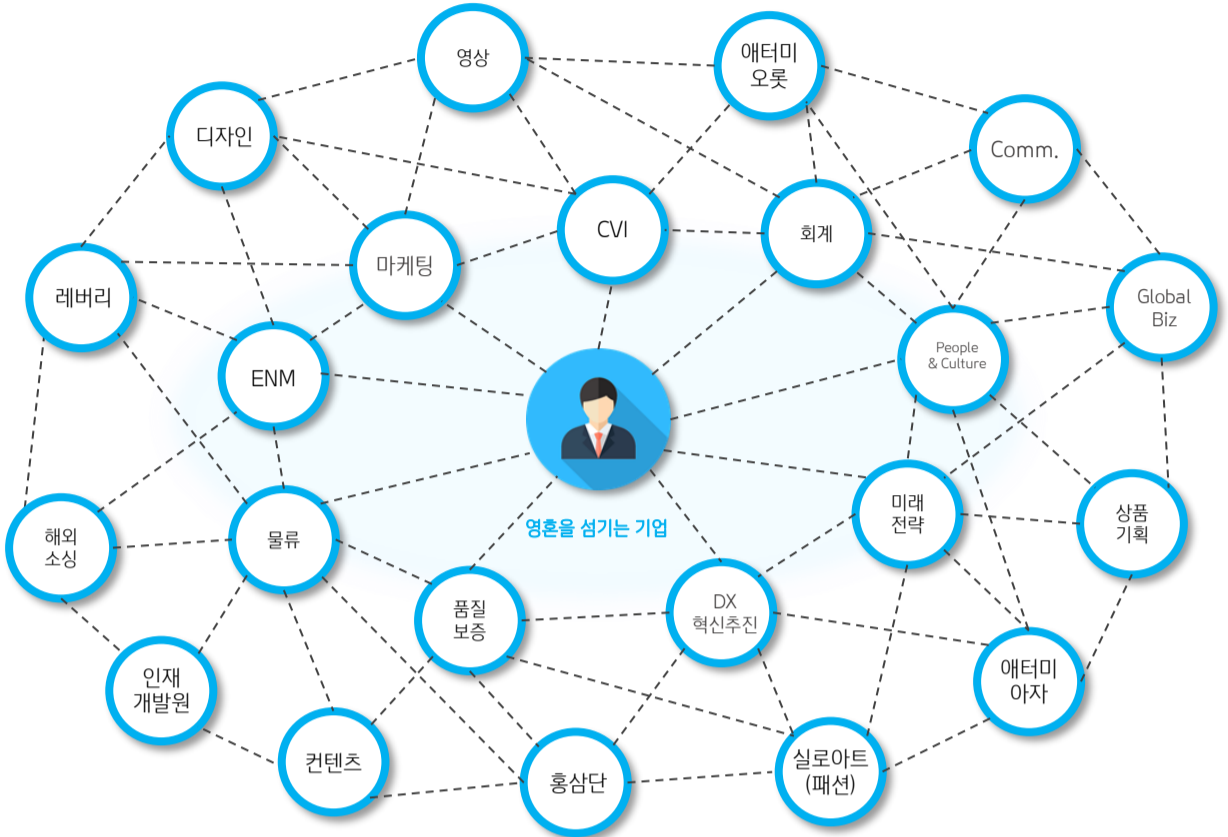 영상
애터미
오롯
디자인
Comm.
CVI
회계
마케팅
레버리
Global
Biz
People
& Culture
ENM
영혼을 섬기는 기업
미래
전략
상품
기획
해외
소싱
물류
품질
보증
DX
혁신추진
인재
개발원
애터미
아자
컨텐츠
홍삼단
실로아트
(패션)